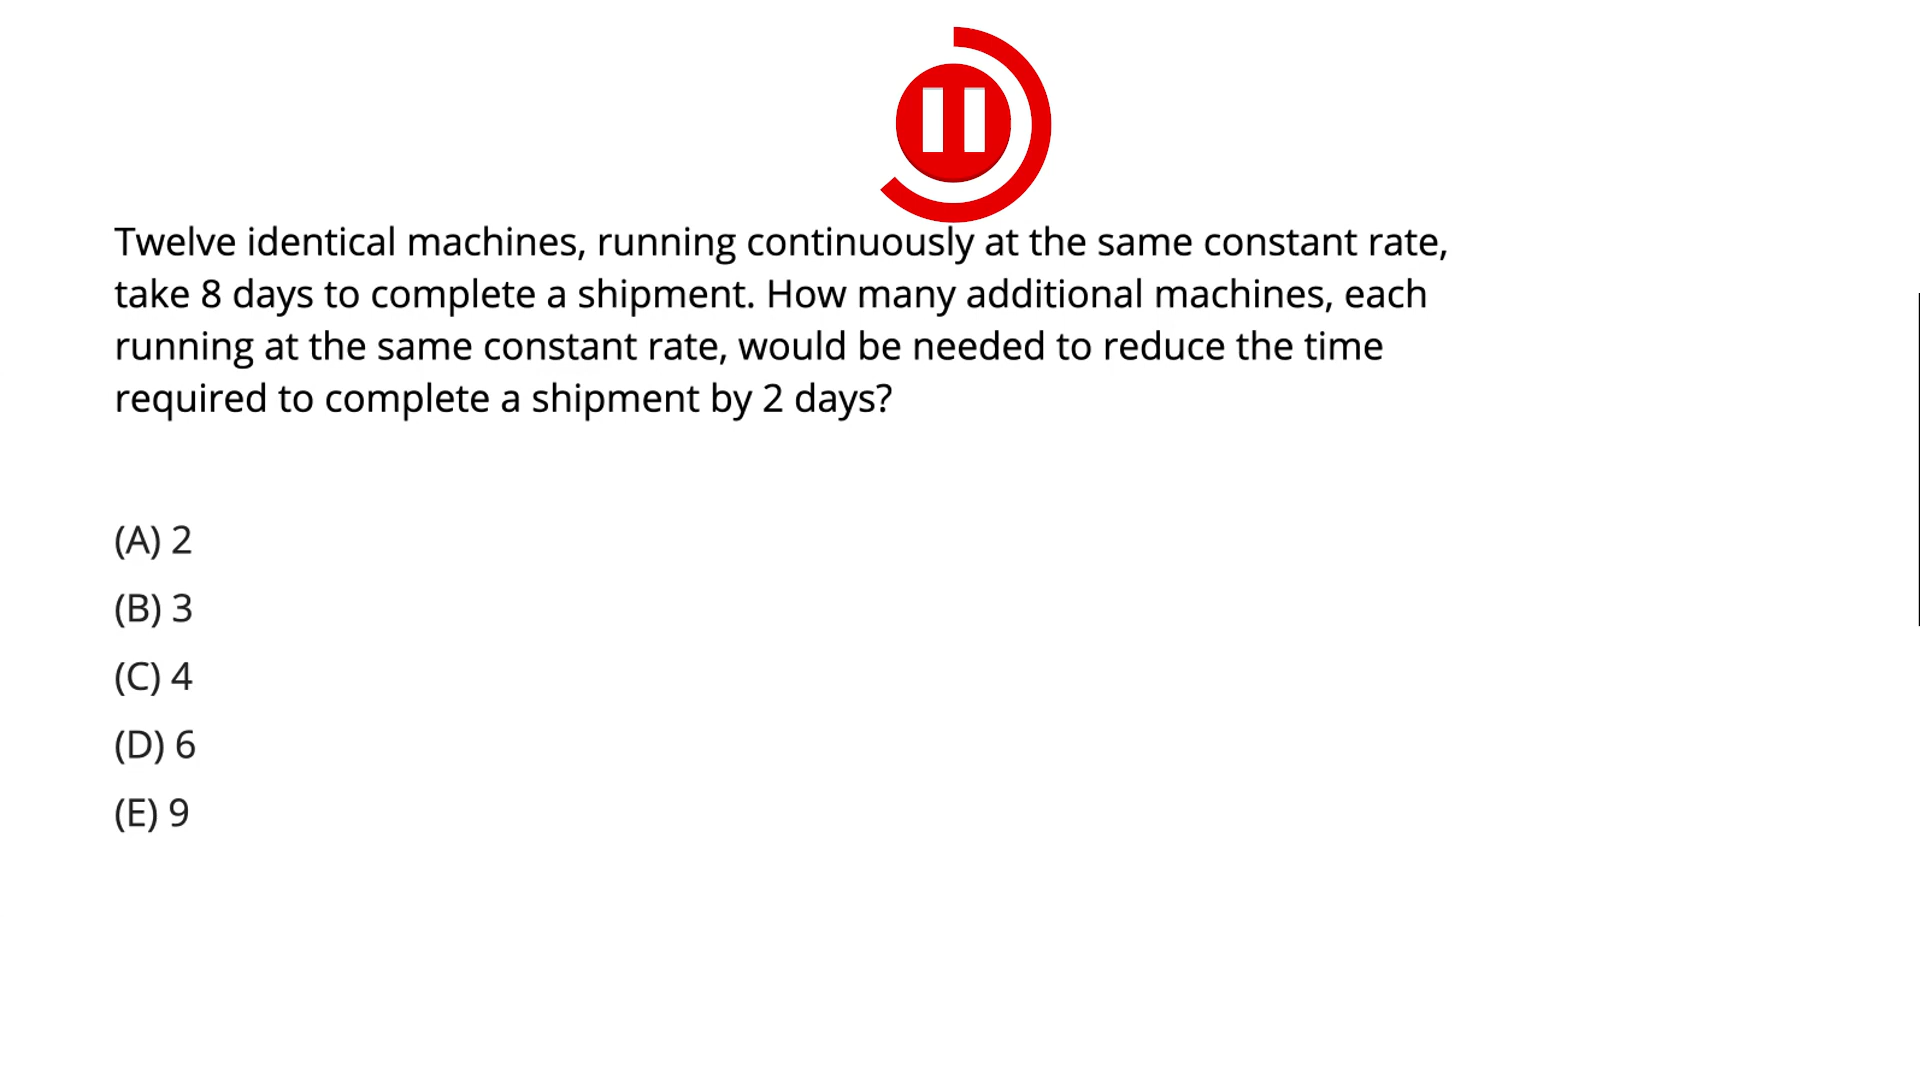 Twelve identical machines, running continuously at the same constant rate,
take 8 days to complete a shipment. How many additional machines, each
running at the same constant rate, would be needed to reduce the time
required to complete a shipment by 2 days?
(A) 2
(B) 3
(C) 4
(D) 6
(E) 9